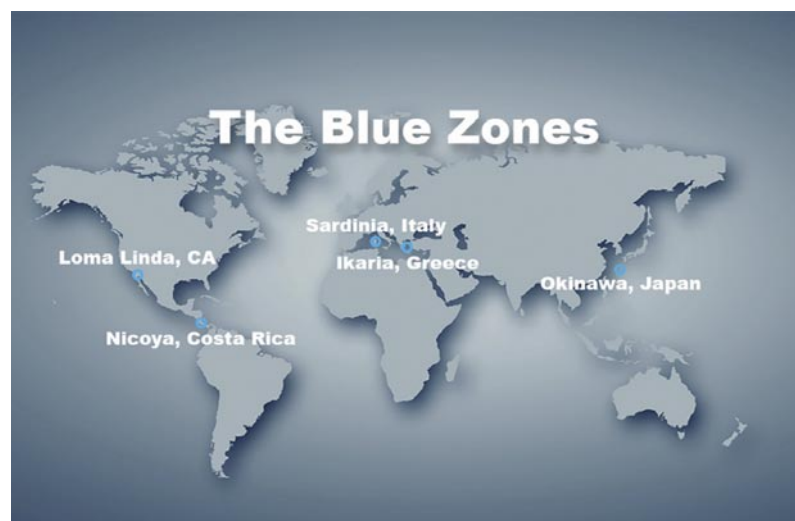 The Blue Zones
Sardinia, Italy
Loma Linda, CA
Ikaria, Greece
Okinawa, Japan
Nicoya, Costa Rica